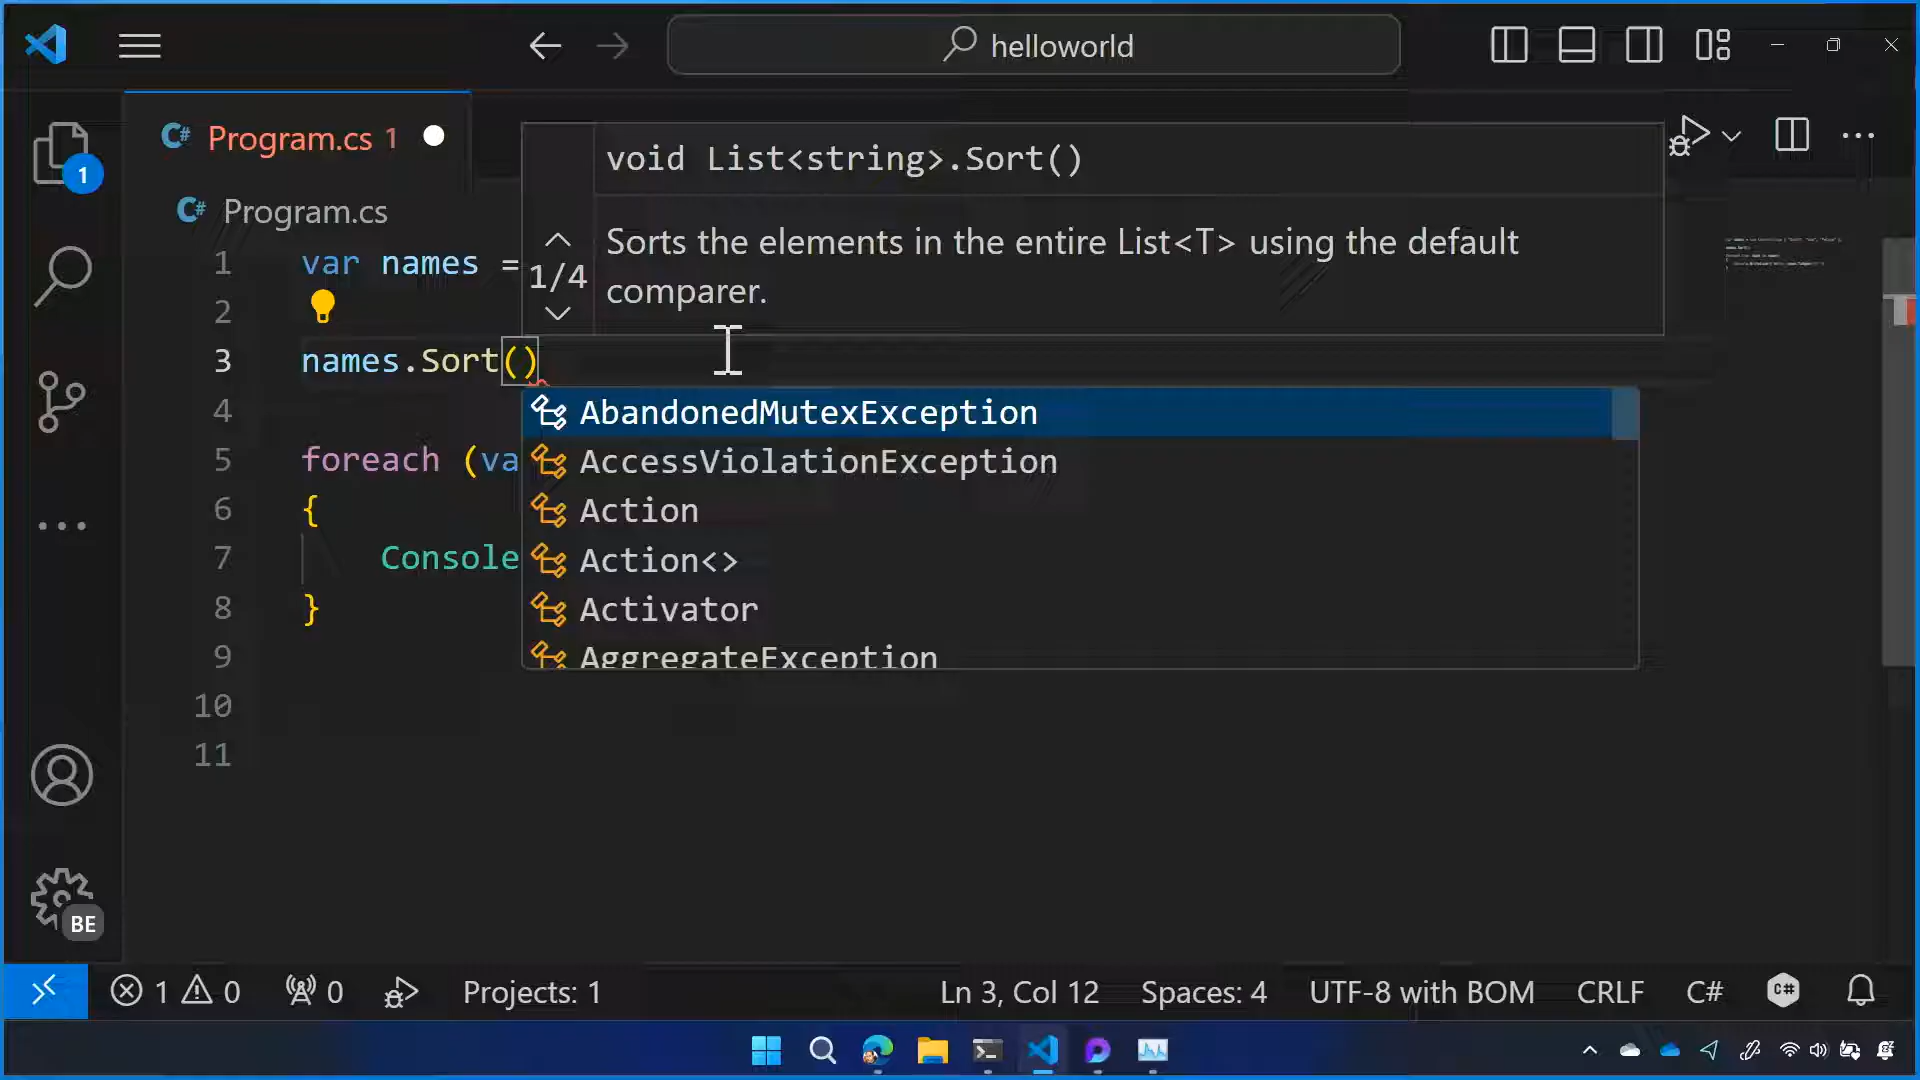 helloworld
Program.cs 1
Program.cs
void List<string>.Sort()
1/4
Sorts the elements in the entire List<T> using the default
comparer.
1 var names =
2
3 names.Sort()
4
5 foreach (va
6 {
7 Console
8 }
9
10
11
AbandonedMutexException
AccessViolationException
Action
Action<>
Activator
AggregateException
1
BE
1 0 0 Projects: 1 Ln 3, Col 12 Spaces: 4 UTF-8 with BOM CRLF C#